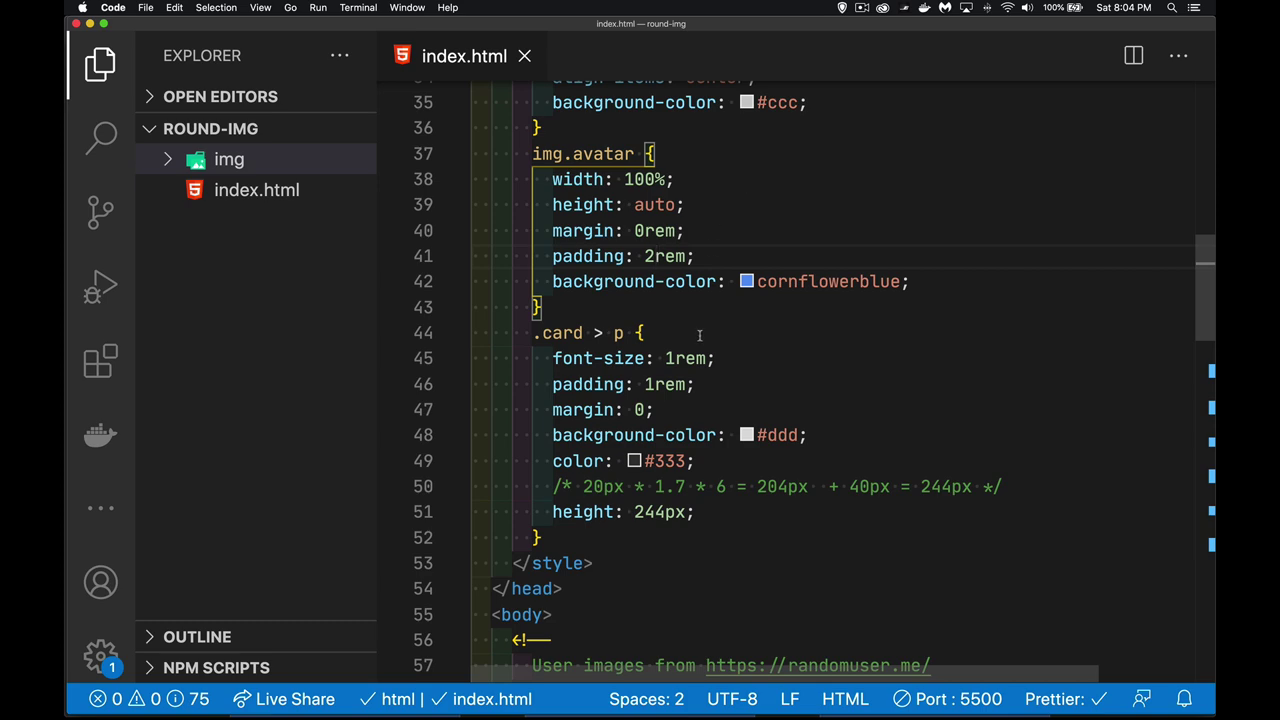 Code File Edit Selection View Go Run Terminal Window Help 100% Sat 8:04 PM
index.html — round-img
EXPLORER
index.html
OPEN EDITORS
ROUND-IMG
img
index.html
OUTLINE
NPM SCRIPTS
align-items: center;
35 background-color: #ccc;
36 }
37 img.avatar {
38 width: 100%;
39 height: auto;
40 margin: 0rem;
41 padding: 2rem;
42 background-color: cornflowerblue;
43 }
44 .card > p {
45 font-size: 1rem;
46 padding: 1rem;
47 margin: 0;
48 background-color: #ddd;
49 color: #333;
50 /* 20px * 1.7 * 6 = 204px + 40px = 244px */
51 height: 244px;
52 }
53 </style>
54 </head>
55 <body>
56 <!--
57 User images from https://randomuser.me/
1
0 0 75 Live Share html | index.html Spaces: 2 UTF-8 LF HTML Port : 5500 Prettier: